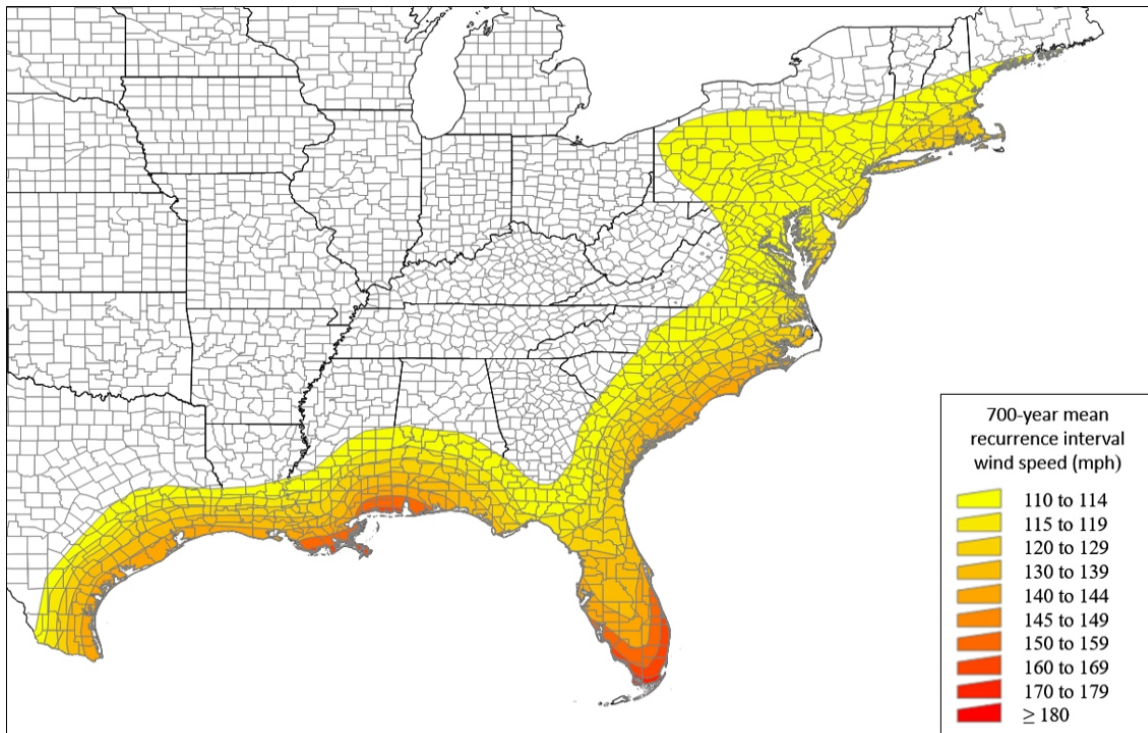 700-year mean
recurrence interval
wind speed (mph)
110 to 114
115 to 119
120 to 129
130 to 139
140 to 144
145 to 149
150 to 159
160 to 169
170 to 179
≥ 180